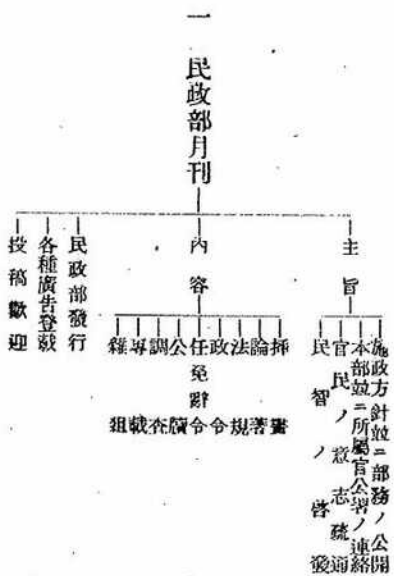 一 民政部月刊
主旨
施政方針並ニ部務ノ公開
本部並ニ所屬官公署ノ連絡
官民ノ意志疏通
民智ノ啓發
內容
揷畫
論著
法規
政令
任免辭令
公牘
調查
專載
雜俎
民政部發行
各種廣告登載
投稿歡迎